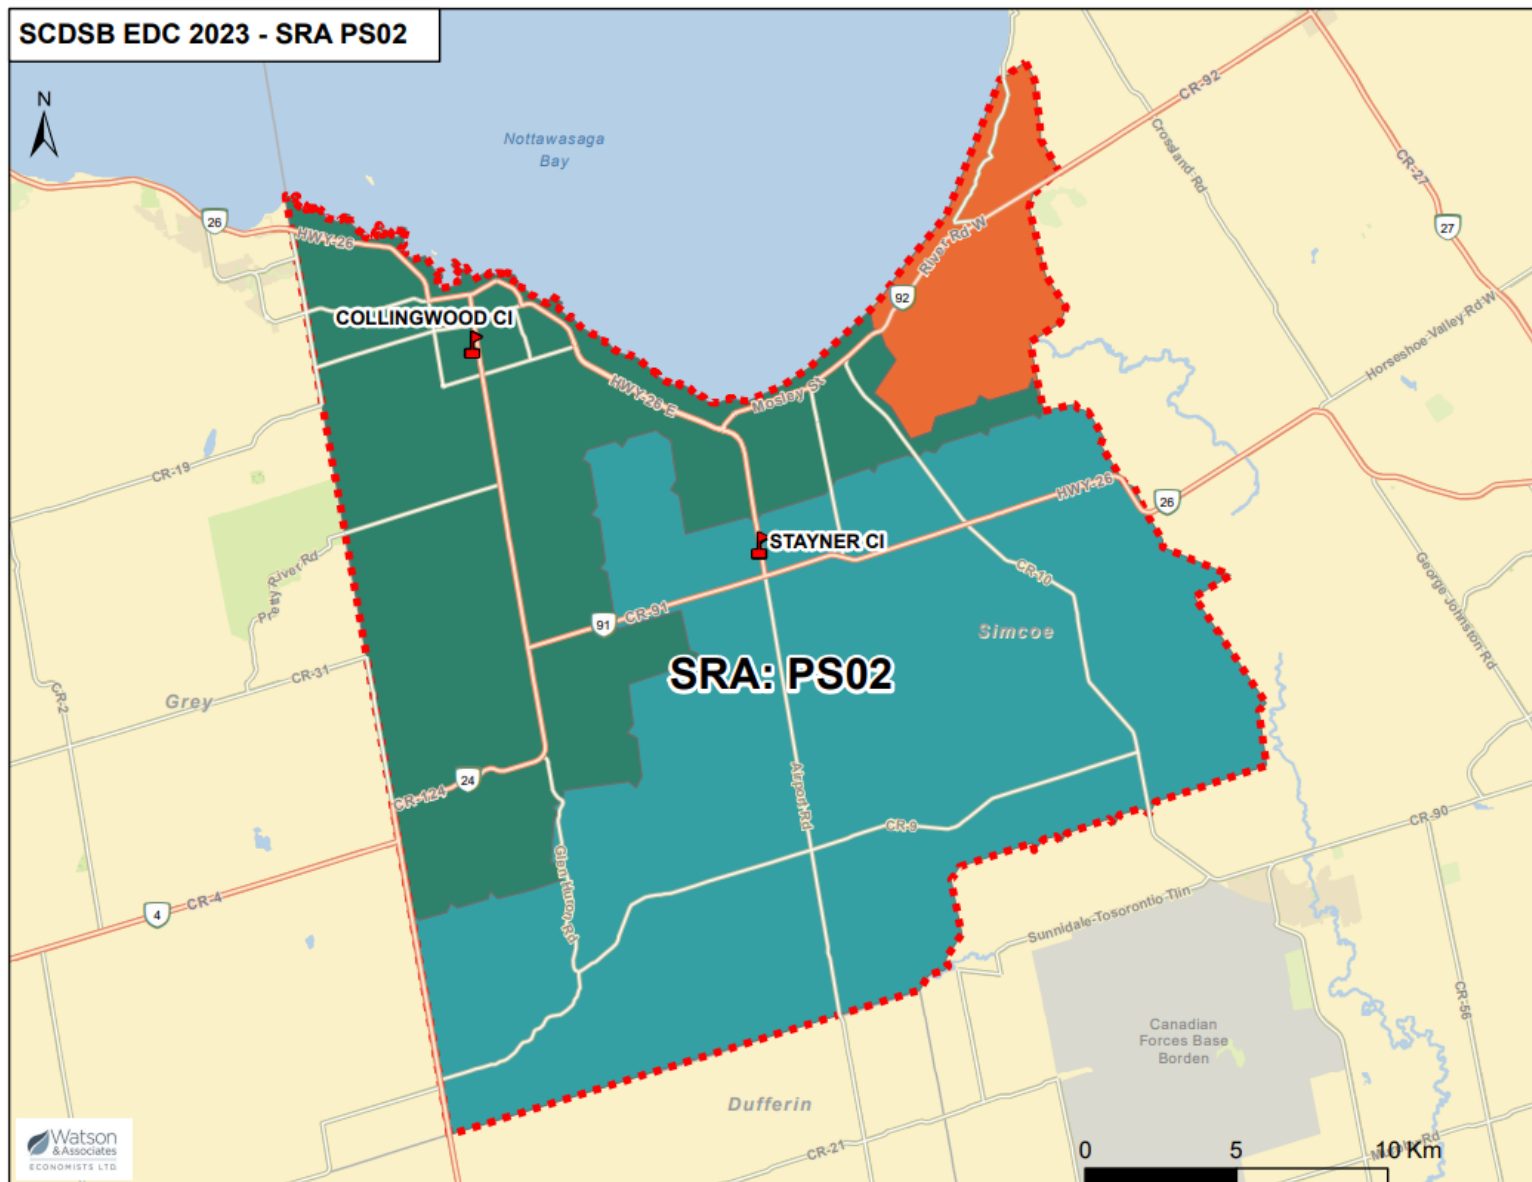 SCDSB EDC 2023 - SRA PS02
N
Nottawasaga
Bay
CR-92
Crossland Rd
CR-27
27
26
HWY-26
River Rd W
92
COLLINGWOOD CI
Horseshoe Valley Rd W
HWY-26 E
Mosley St
CR-19
HWY-26
26
STAYNER CI
Pretty River Rd
CR-10
George Johnston Rd
91
CR-91
Simcoe
SRA: PS02
CR-31
Grey
CR-2
24
CR-124
Airport Rd
CR-9
CR-90
Glen Huron Rd
4
CR-4
Sunnidale-Tosorontio Tlin
CR-56
Canadian
Forces Base
Borden
Dufferin
CR-21
Watson
& Associates
ECONOMISTS LTD.
0 5 10 Km